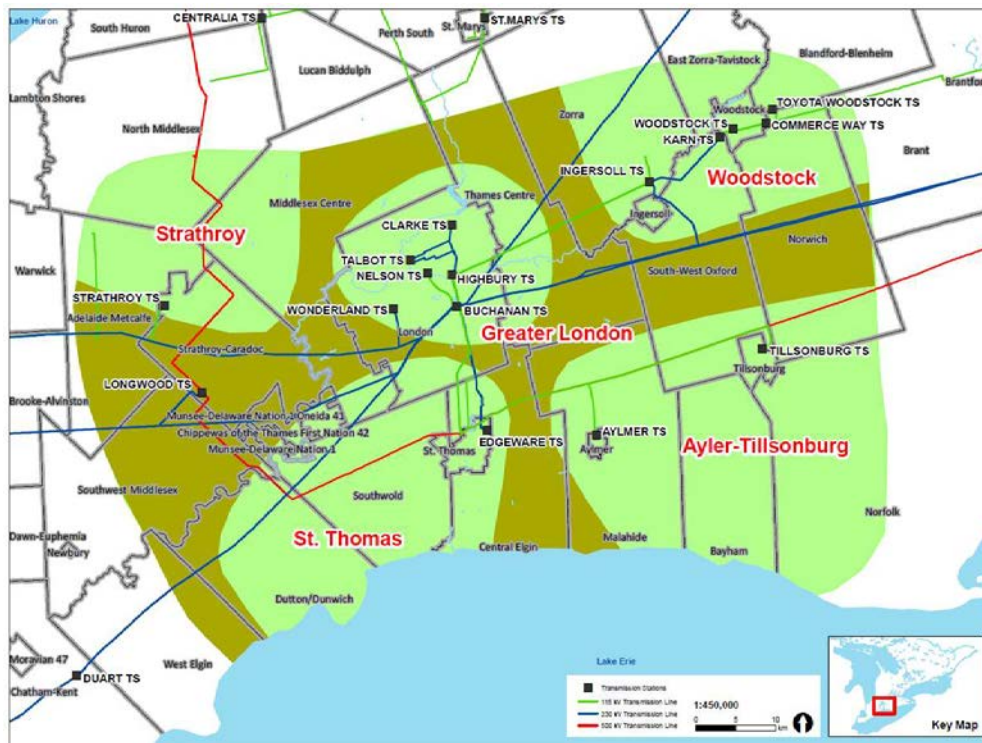 Lake Huron
South Huron
CENTRALIA TS
Perth South
St. Marys
ST.MARYS TS
Lucan Biddulph
East Zorra-Tavistock
Blandford-Blenheim
Lambton Shores
North Middlesex
Zorra
Woodstock
Brantford
TOYOTA WOODSTOCK TS
WOODSTOCK TS
COMMERCE WAY TS
KARN TS
Brant
INGERSOLL TS
Woodstock
Middlesex Centre
Thames Centre
Ingersoll
CLARKE TS
Strathroy
Norwich
TALBOT TS
NELSON TS
HIGHBURY TS
South-West Oxford
Warwick
STRATHROY TS
Adelaide Metcalfe
WONDERLAND TS
BUCHANAN TS
London
Greater London
Strathroy-Caradoc
TILLSONBURG TS
Tillsonburg
LONGWOOD TS
Brooke-Alvinston
Munsee-Delaware Nation 1 Oneida 41
Chippewas of the Thames First Nation 42
Munsee-Delaware Nation 1
EDGEWARE TS
AYLMER TS
St. Thomas
Aylmer
Ayler-Tillsonburg
Southwest Middlesex
Southwold
Norfolk
Dawn-Euphemia
Newbury
St. Thomas
Central Elgin
Malahide
Bayham
Dutton/Dunwich
Moravian 47
West Elgin
Chatham-Kent
DUART TS
Lake Erie
Transmission Stations
115 kV Transmission Line
230 kV Transmission Line
500 kV Transmission Line
1:450,000
0 5 10
km
Key Map